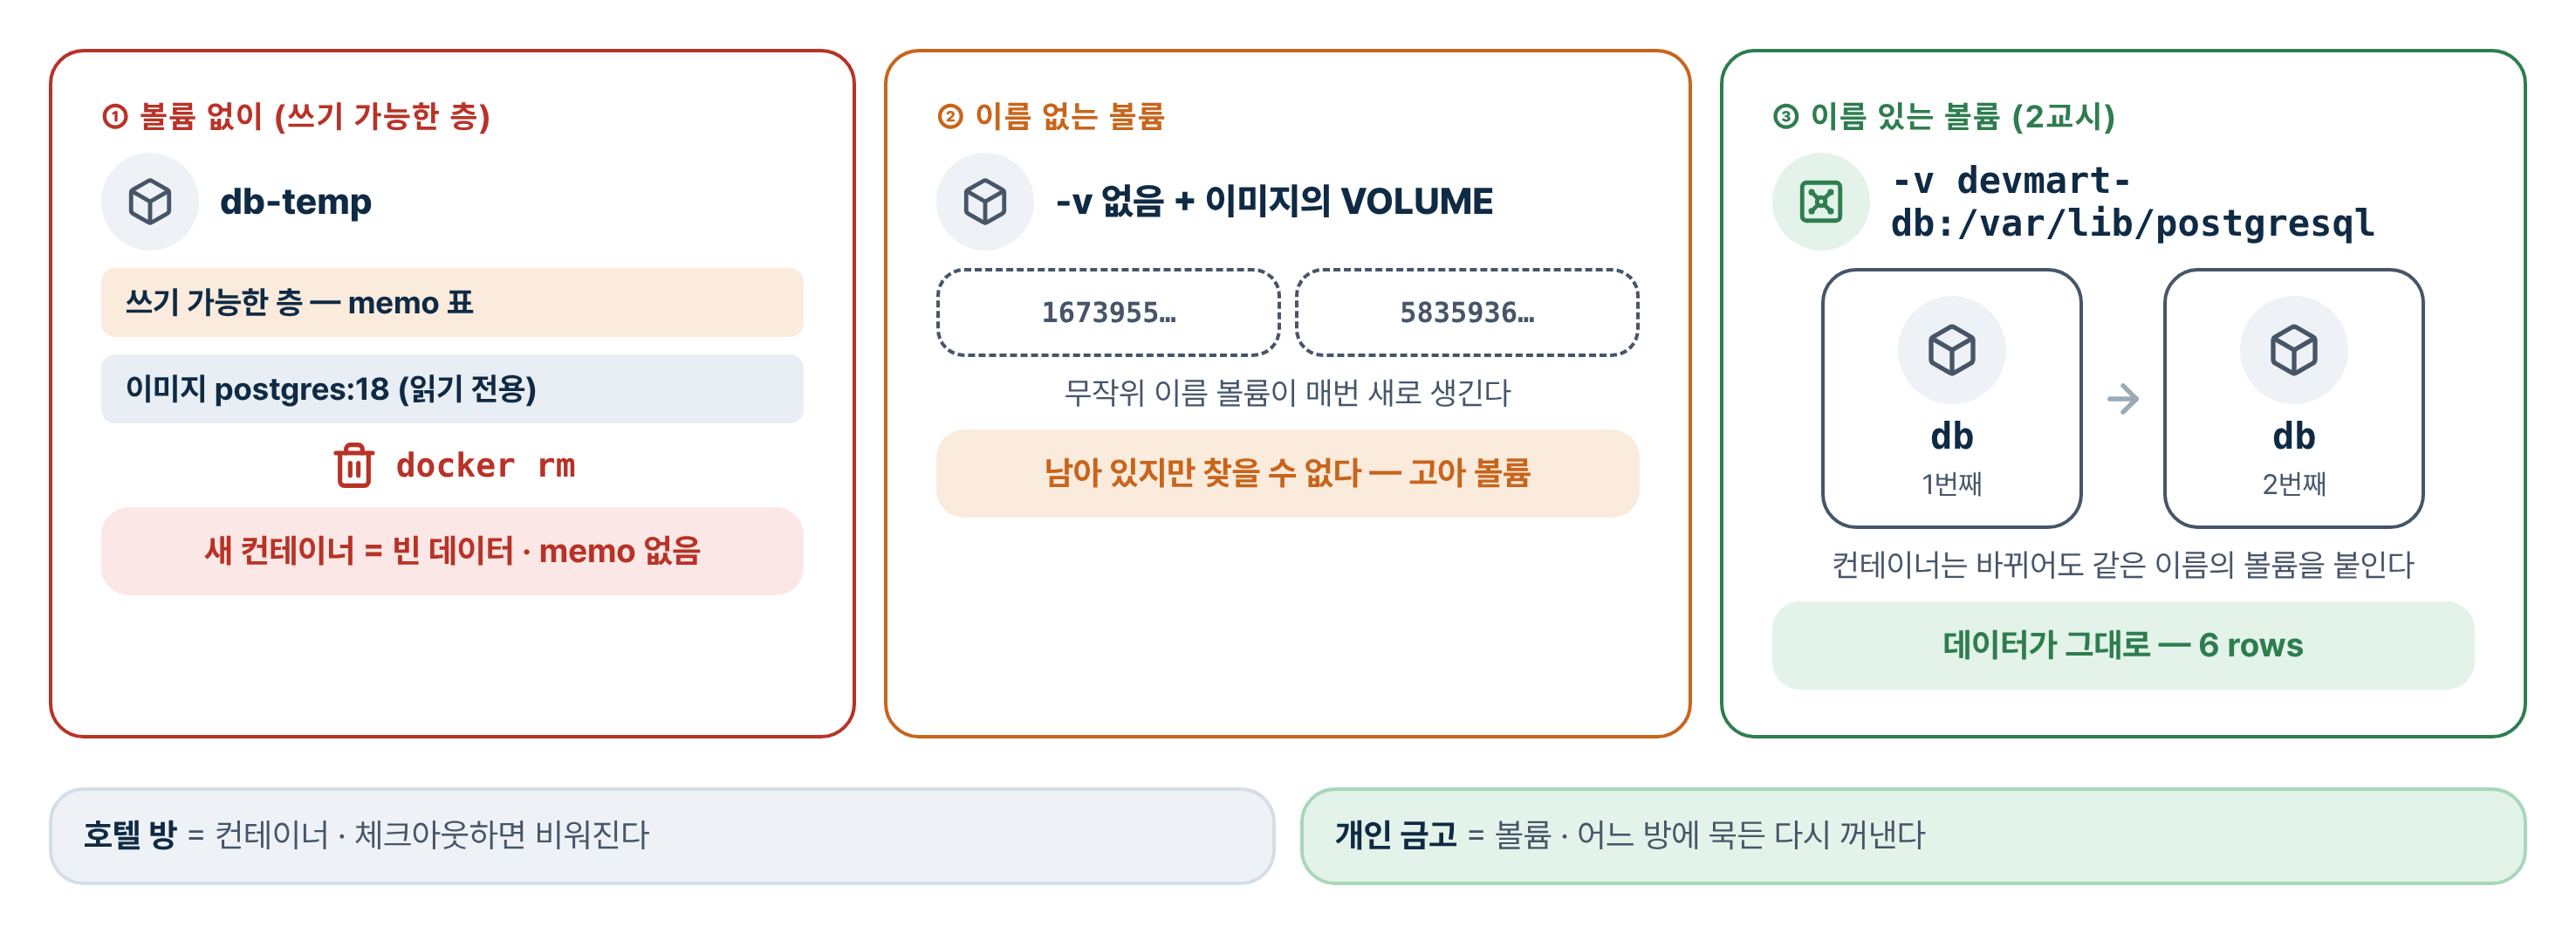 ① 볼륨 없이 (쓰기 가능한 층)
db-temp
쓰기 가능한 층 — memo 표
이미지 postgres:18 (읽기 전용)
docker rm
새 컨테이너 = 빈 데이터 · memo 없음
② 이름 없는 볼륨
-v 없음 + 이미지의 VOLUME
1673955…
5835936…
무작위 이름 볼륨이 매번 새로 생긴다
남아 있지만 찾을 수 없다 — 고아 볼륨
③ 이름 있는 볼륨 (2교시)
-v devmart-
db:/var/lib/postgresql
db
1번째
db
2번째
컨테이너는 바뀌어도 같은 이름의 볼륨을 붙인다
데이터가 그대로 — 6 rows
호텔 방 = 컨테이너 · 체크아웃하면 비워진다
개인 금고 = 볼륨 · 어느 방에 묵든 다시 꺼낸다